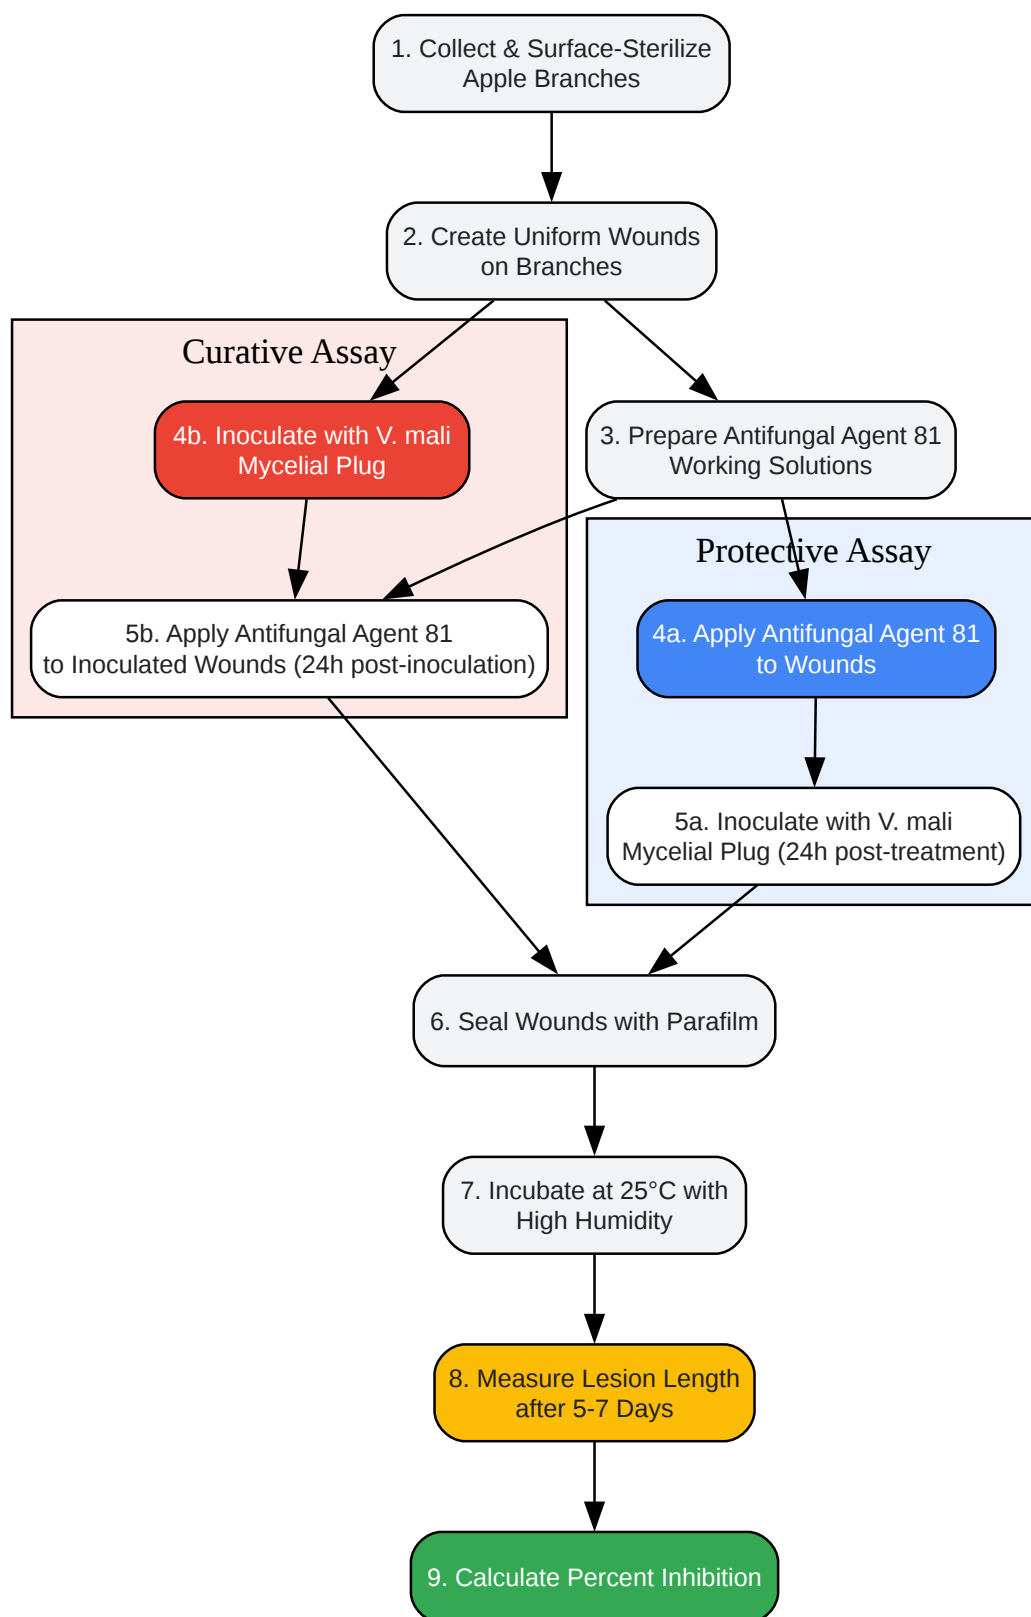 1. Collect & Surface-Sterilize
Apple Branches
2. Create Uniform Wounds
on Branches
Curative Assay
4b. Inoculate with V. mali
Mycelial Plug
3. Prepare Antifungal Agent 81
Working Solutions
Protective Assay
5b. Apply Antifungal Agent 81
to Inoculated Wounds (24h post-inoculation)
4a. Apply Antifungal Agent 81
to Wounds
5a. Inoculate with V. mali
Mycelial Plug (24h post-treatment)
6. Seal Wounds with Parafilm
7. Incubate at 25°C with
High Humidity
8. Measure Lesion Length
after 5-7 Days
9. Calculate Percent Inhibition